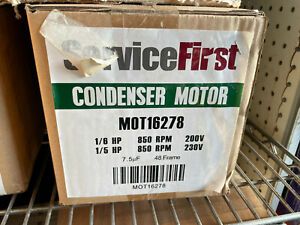 ServiceFirst
CONDENSER MOTOR
MOT16278
1/6 HP 850 RPM 200V
1/5 HP 850 RPM 230V
7.5µF 48 Frame
MOT16278